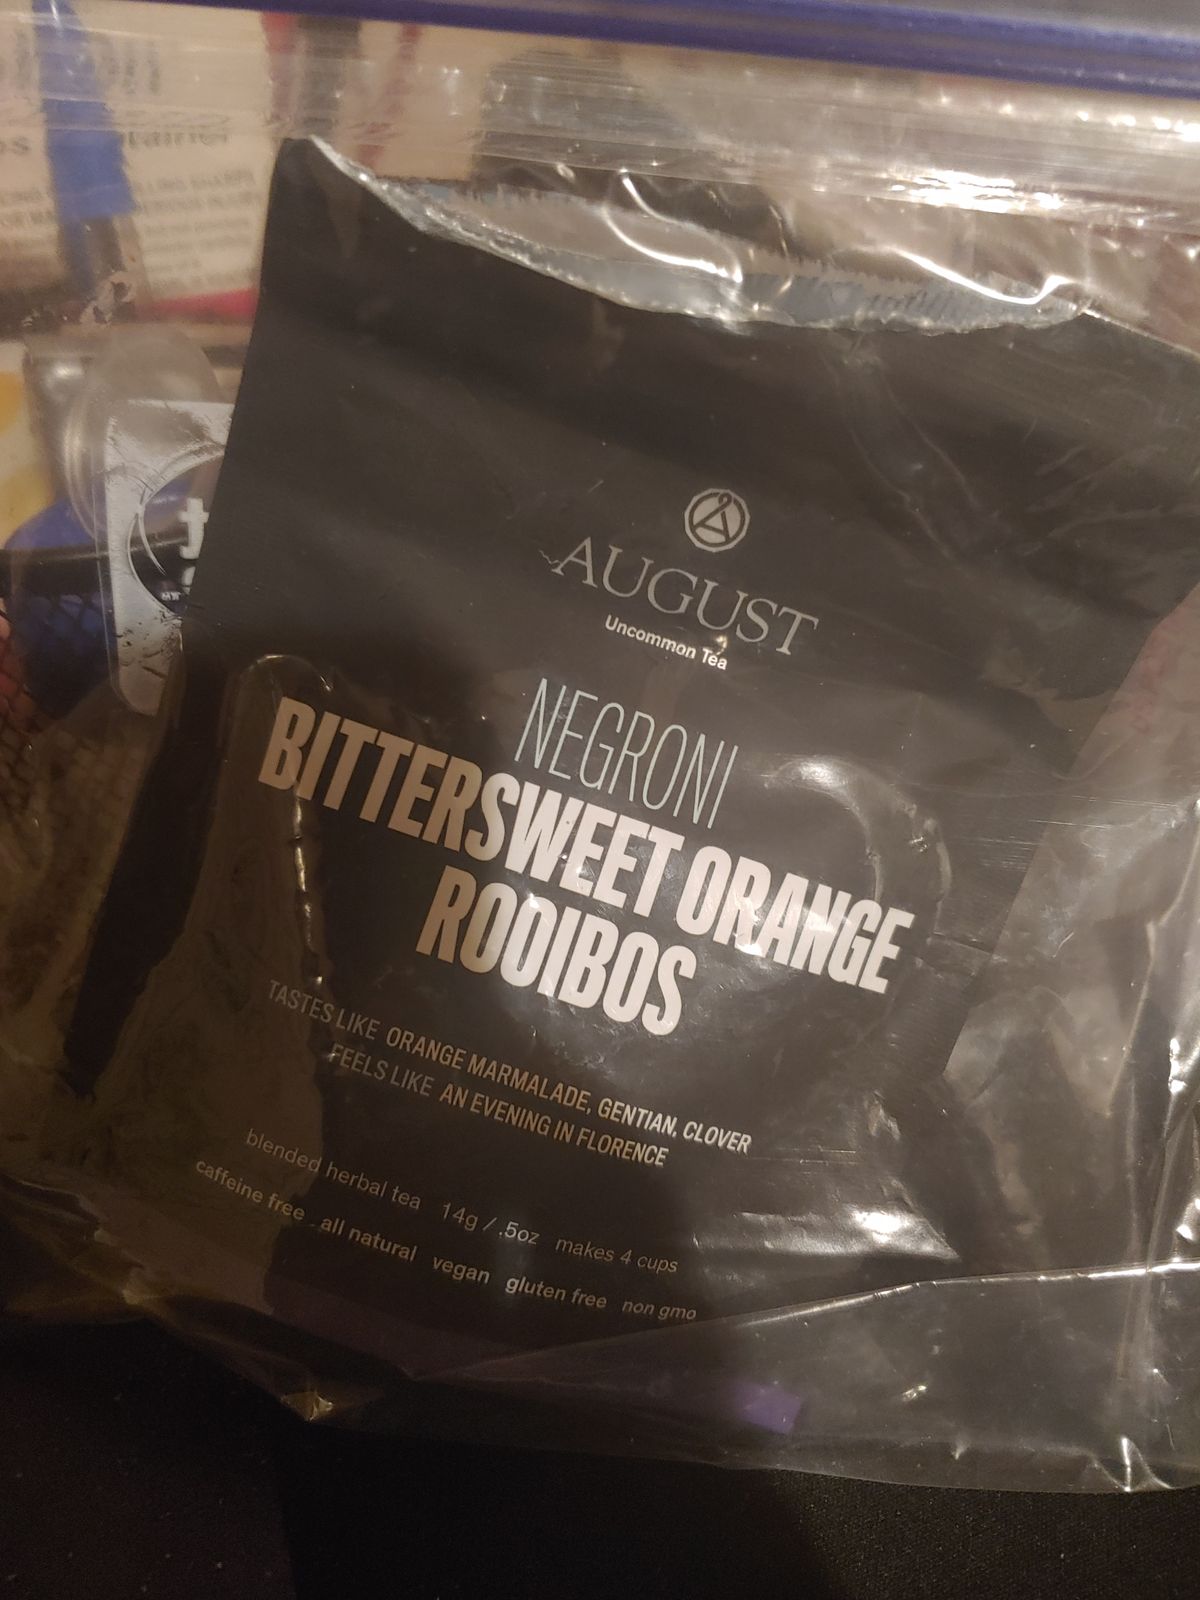 AUGUST
Uncommon Tea
NEGRONI
BITTERSWEET ORANGE
ROOIBOS
TASTES LIKE ORANGE MARMALADE, GENTIAN, CLOVER
FEELS LIKE AN EVENING IN FLORENCE
blended herbal tea 14g / .5oz makes 4 cups
caffeine free all natural vegan gluten free non gmo